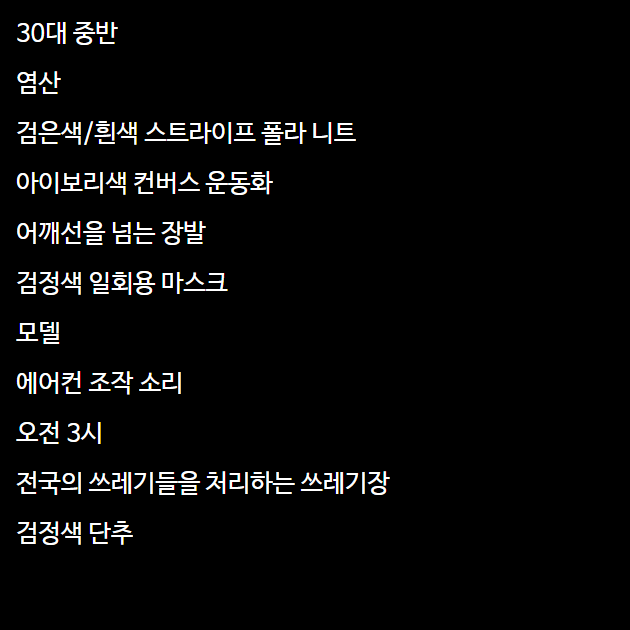 30대 중반
염산
검은색/흰색 스트라이프 폴라 니트
아이보리색 컨버스 운동화
어깨선을 넘는 장발
검정색 일회용 마스크
모델
에어컨 조작 소리
오전 3시
전국의 쓰레기들을 처리하는 쓰레기장
검정색 단추